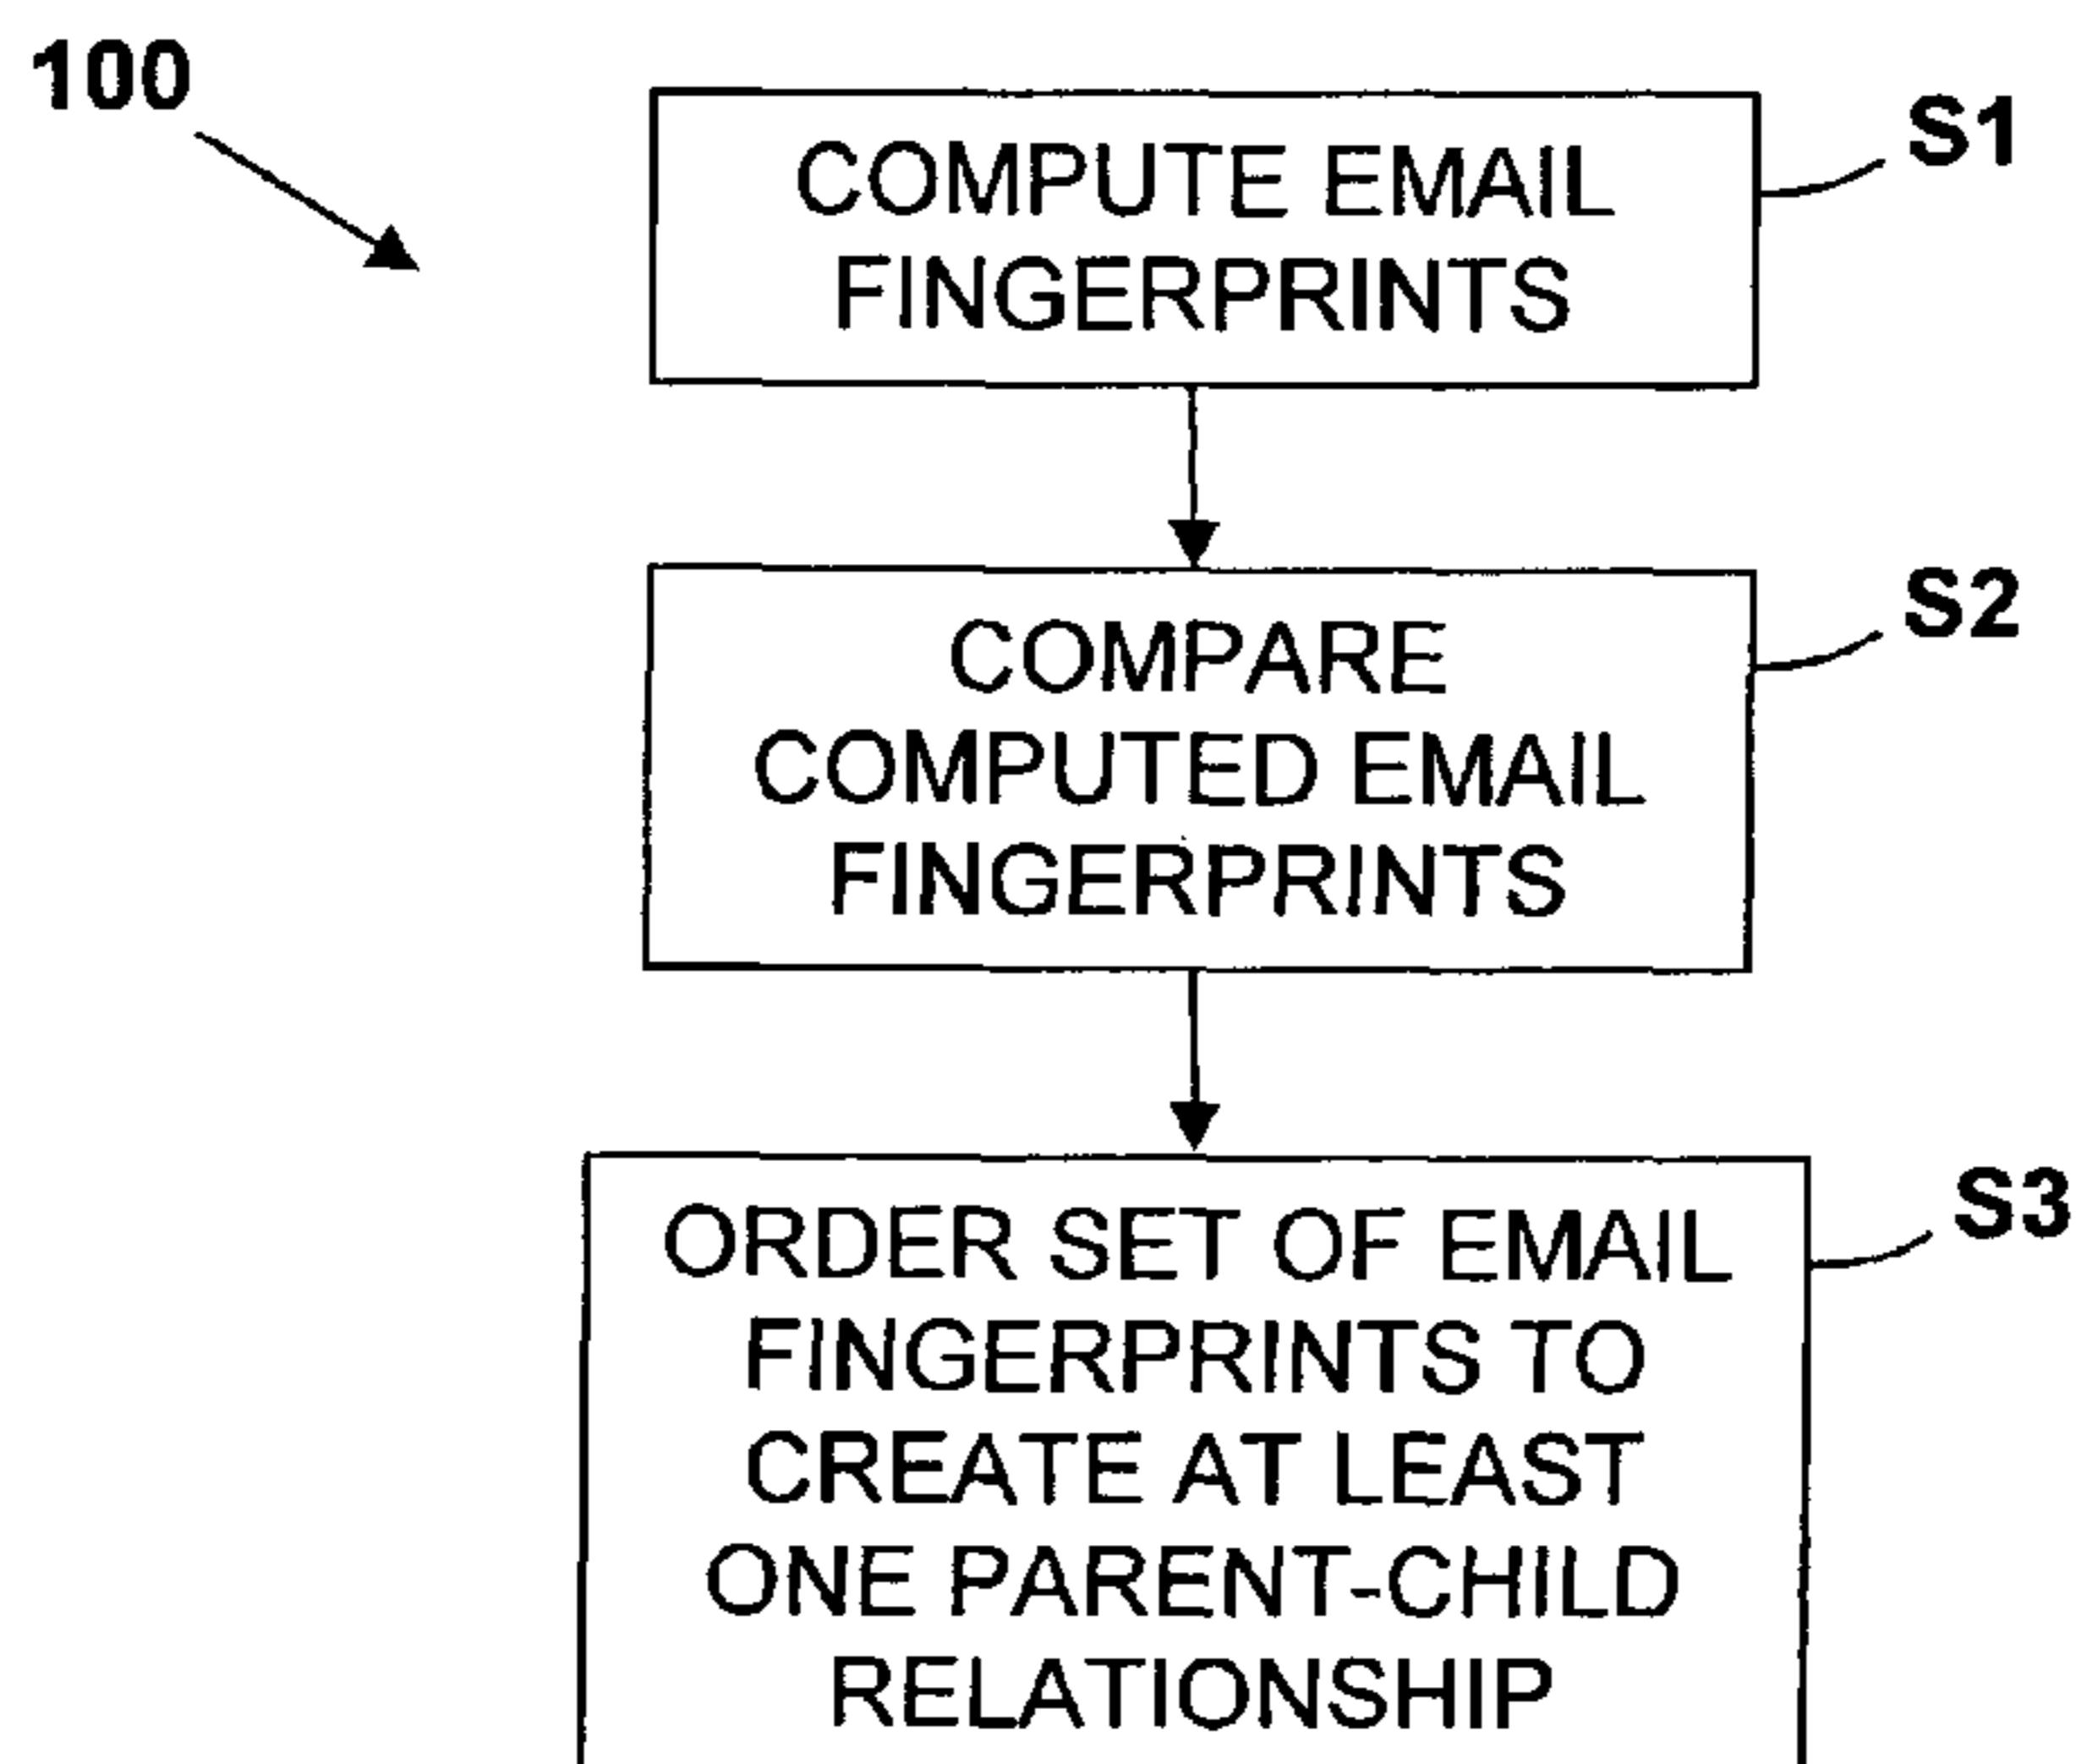 100
COMPUTE EMAIL
FINGERPRINTS
S1
COMPARE
COMPUTED EMAIL
FINGERPRINTS
S2
ORDER SET OF EMAIL
FINGERPRINTS TO
CREATE AT LEAST
ONE PARENT-CHILD
RELATIONSHIP
S3